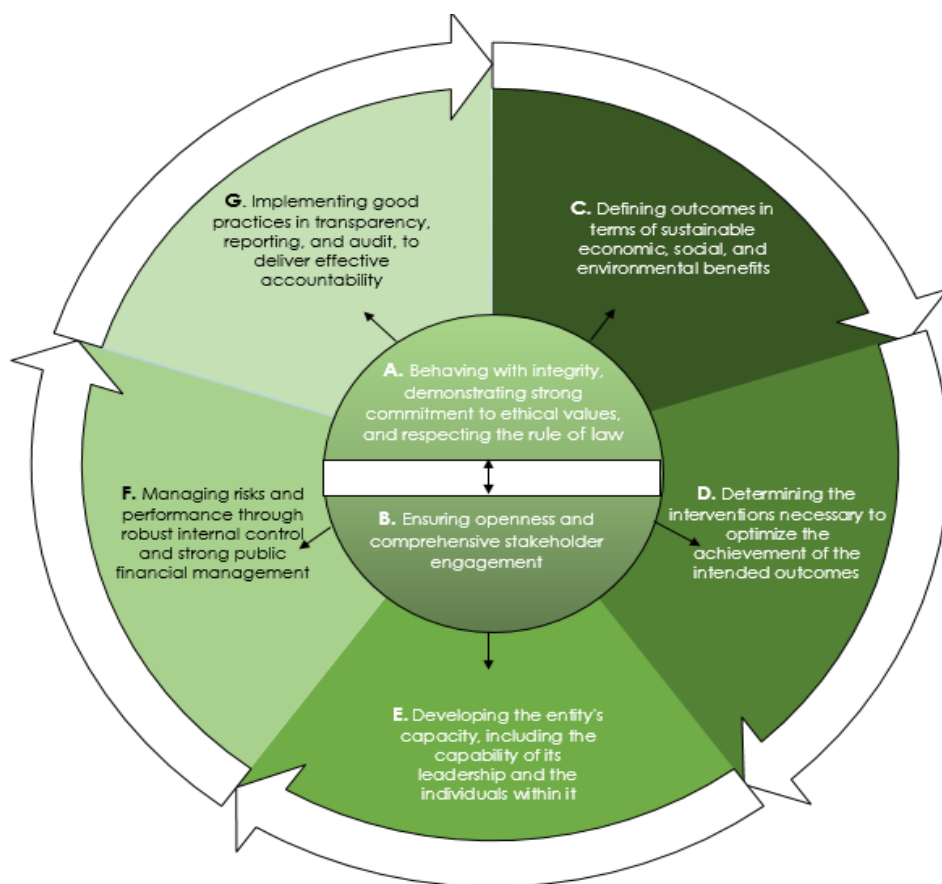 A. Behaving with integrity,
demonstrating strong
commitment to ethical values,
and respecting the rule of law
B. Ensuring openness and
comprehensive stakeholder
engagement
C. Defining outcomes in
terms of sustainable
economic, social, and
environmental benefits
D. Determining the
interventions necessary to
optimize the
achievement of the
intended outcomes
E. Developing the entity's
capacity, including the
capability of its
leadership and the
individuals within it
F. Managing risks and
performance through
robust internal control
and strong public
financial management
G. Implementing good
practices in transparency,
reporting, and audit, to
deliver effective
accountability